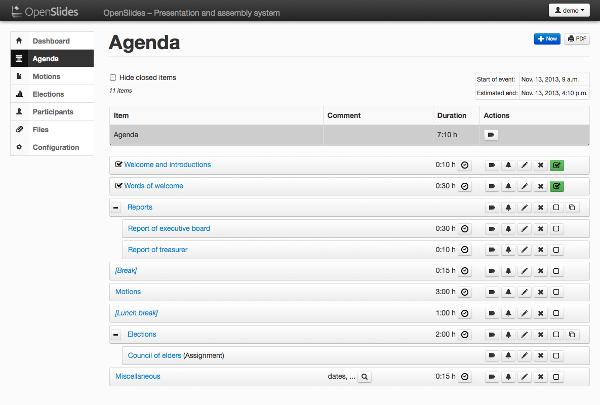 OpenSlides OpenSlides – Presentation and assembly system demo
Dashboard
Agenda
Motions
Elections
Participants
Files
Configuration
Agenda
New PDF
Hide closed items
11 items
Start of event: Nov. 13, 2013, 9 a.m.
Estimated end: Nov. 13, 2013, 4:10 p.m.
Item Comment Duration Actions
Agenda 7:10 h
Welcome and introductions 0:10 h
Words of welcome 0:30 h
Reports
Report of executive board 0:30 h
Report of treasurer 0:10 h
[Break] 0:15 h
Motions 3:00 h
[Lunch break] 1:00 h
Elections 2:00 h
Council of elders (Assignment)
Miscellaneous dates, ... 0:15 h